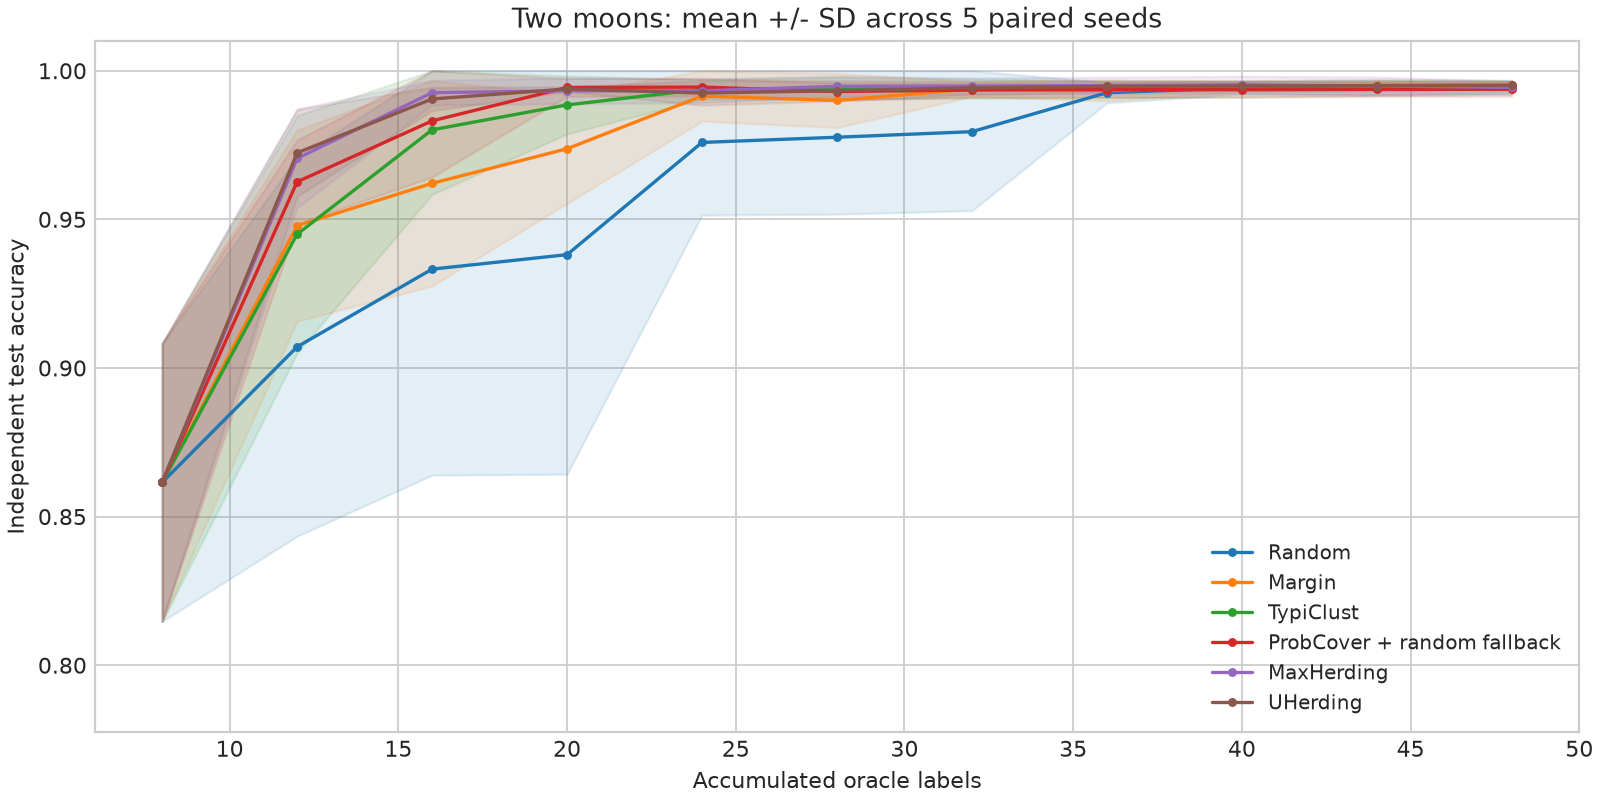 Two moons: mean +/- SD across 5 paired seeds
Independent test accuracy
1.00
0.95
0.90
0.85
0.80
10 15 20 25 30 35 40 45 50
Accumulated oracle labels
Random
Margin
TypiClust
ProbCover + random fallback
MaxHerding
UHerding